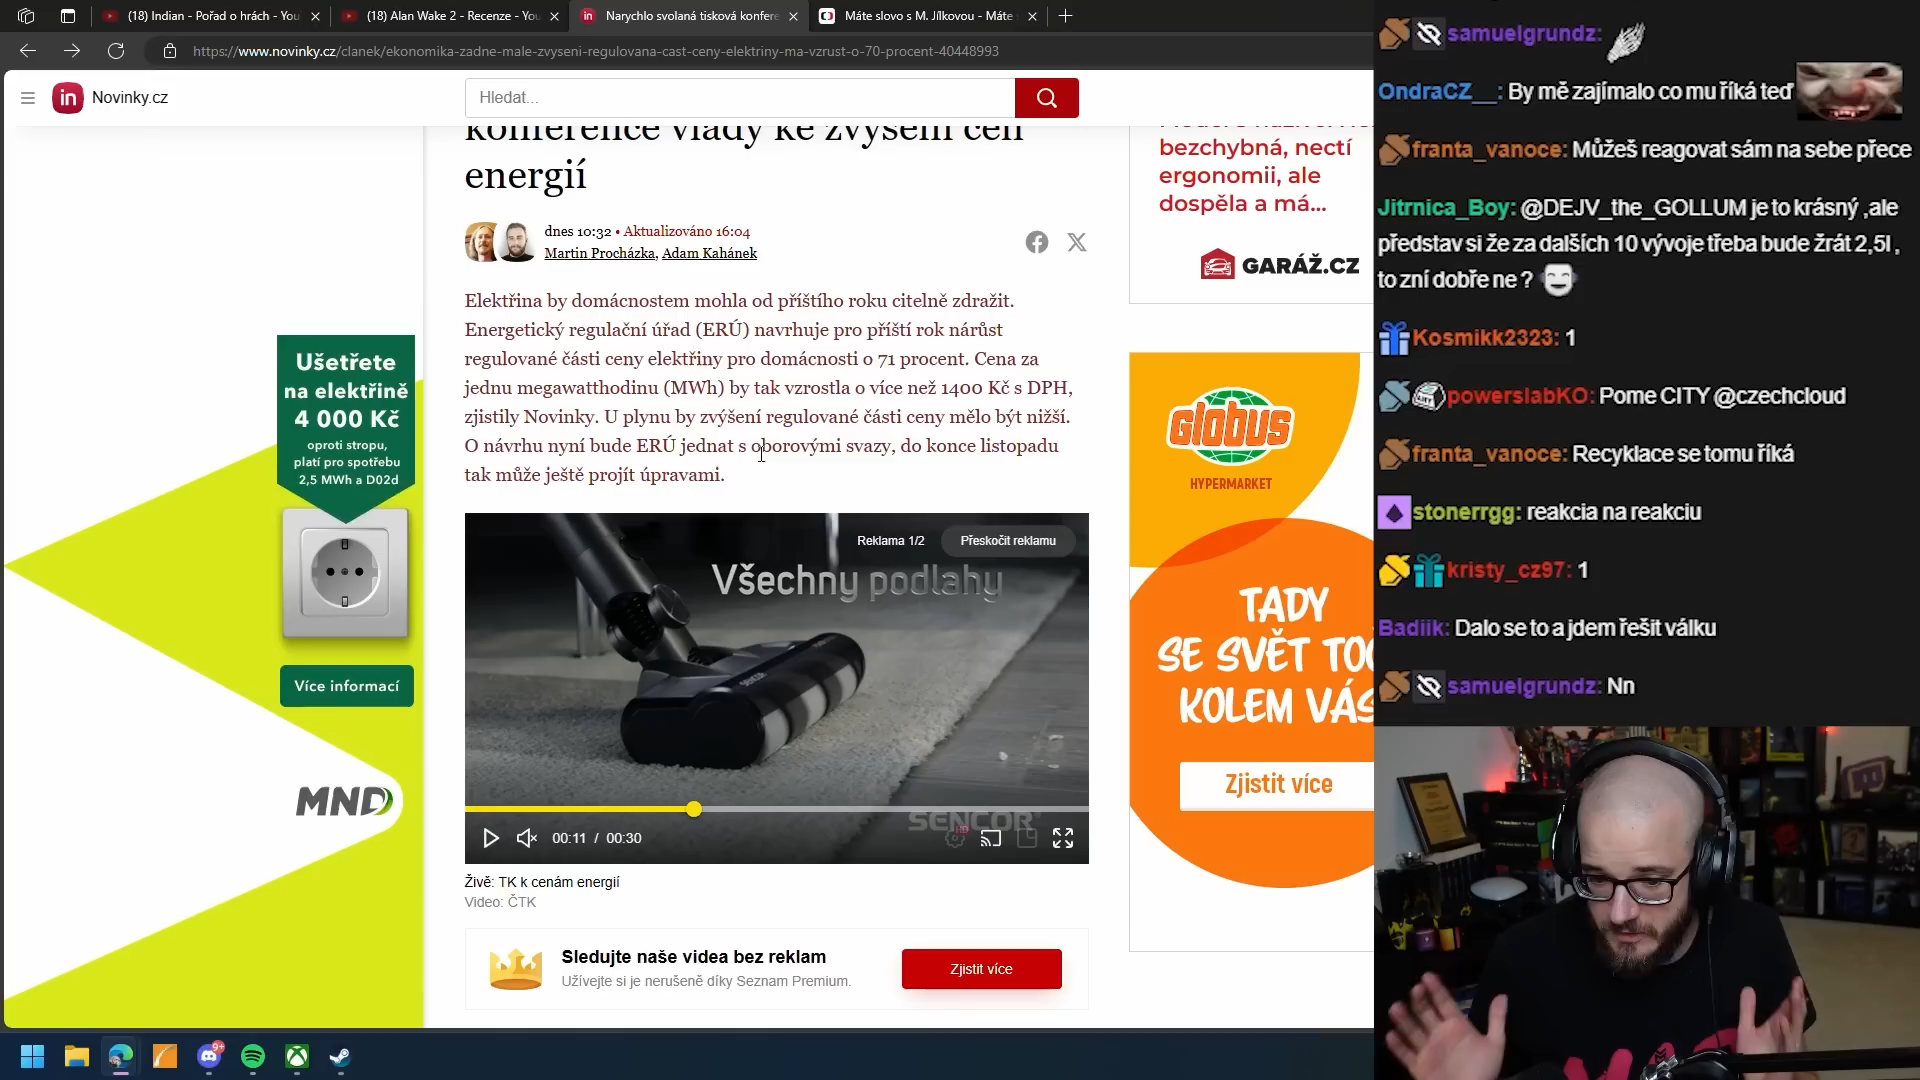 (18) Indian - Pořad o hrách - You
(18) Alan Wake 2 - Recenze - You
Narychlo svolaná tisková konfere
Máte slovo s M. Jílkovou - Máte
https://www.novinky.cz/clanek/ekonomika-zadne-male-zvyseni-regulovana-cast-ceny-elektriny-ma-vzrust-o-70-procent-40448993
in Novinky.cz
Hledat...
konference vlády ke zvýšení cen
energií
dnes 10:32 • Aktualizováno 16:04
Martin Procházka, Adam Kahánek
Elektřina by domácnostem mohla od příštího roku citelně zdražit.
Energetický regulační úřad (ERÚ) navrhuje pro příští rok nárůst
regulované části ceny elektřiny pro domácnosti o 71 procent. Cena za
jednu megawatthodinu (MWh) by tak vzrostla o více než 1400 Kč s DPH,
zjistily Novinky. U plynu by zvýšení regulované části ceny mělo být nižší.
O návrhu nyní bude ERÚ jednat s oborovými svazy, do konce listopadu
tak může ještě projít úpravami.
Reklama 1/2
Přeskočit reklamu
Všechny podlahy
SENCOR
00:11 / 00:30
Živě: TK k cenám energií
Video: ČTK
Sledujte naše videa bez reklam
Užívejte si je nerušeně díky Seznam Premium.
Zjistit více
Ušetřete
na elektřině
4 000 Kč
oproti stropu,
platí pro spotřebu
2,5 MWh a D02d
Více informací
MND
bezchybná, nectí
ergonomii, ale
dospěla a má...
GARÁŽ.CZ
GLOBUS
HYPERMARKET
TADY
SE SVĚT TOČ
KOLEM VÁS
Zjistit více
samuelgrundz:
OndraCZ__: By mě zajímalo co mu říká teď
franta_vanoce: Můžeš reagovat sám na sebe přece
Jitrnica_Boy: @DEJV_the_GOLLUM je to krásný ,ale
představ si že za dalších 10 vývoje třeba bude žrát 2,5l ,
to zní dobře ne ?
Kosmikk2323: 1
powerslabKO: Pome CITY @czechcloud
franta_vanoce: Recyklace se tomu říká
stonerrgg: reakcia na reakciu
kristy_cz97: 1
Badiik: Dalo se to a jdem řešit válku
samuelgrundz: Nn
9+